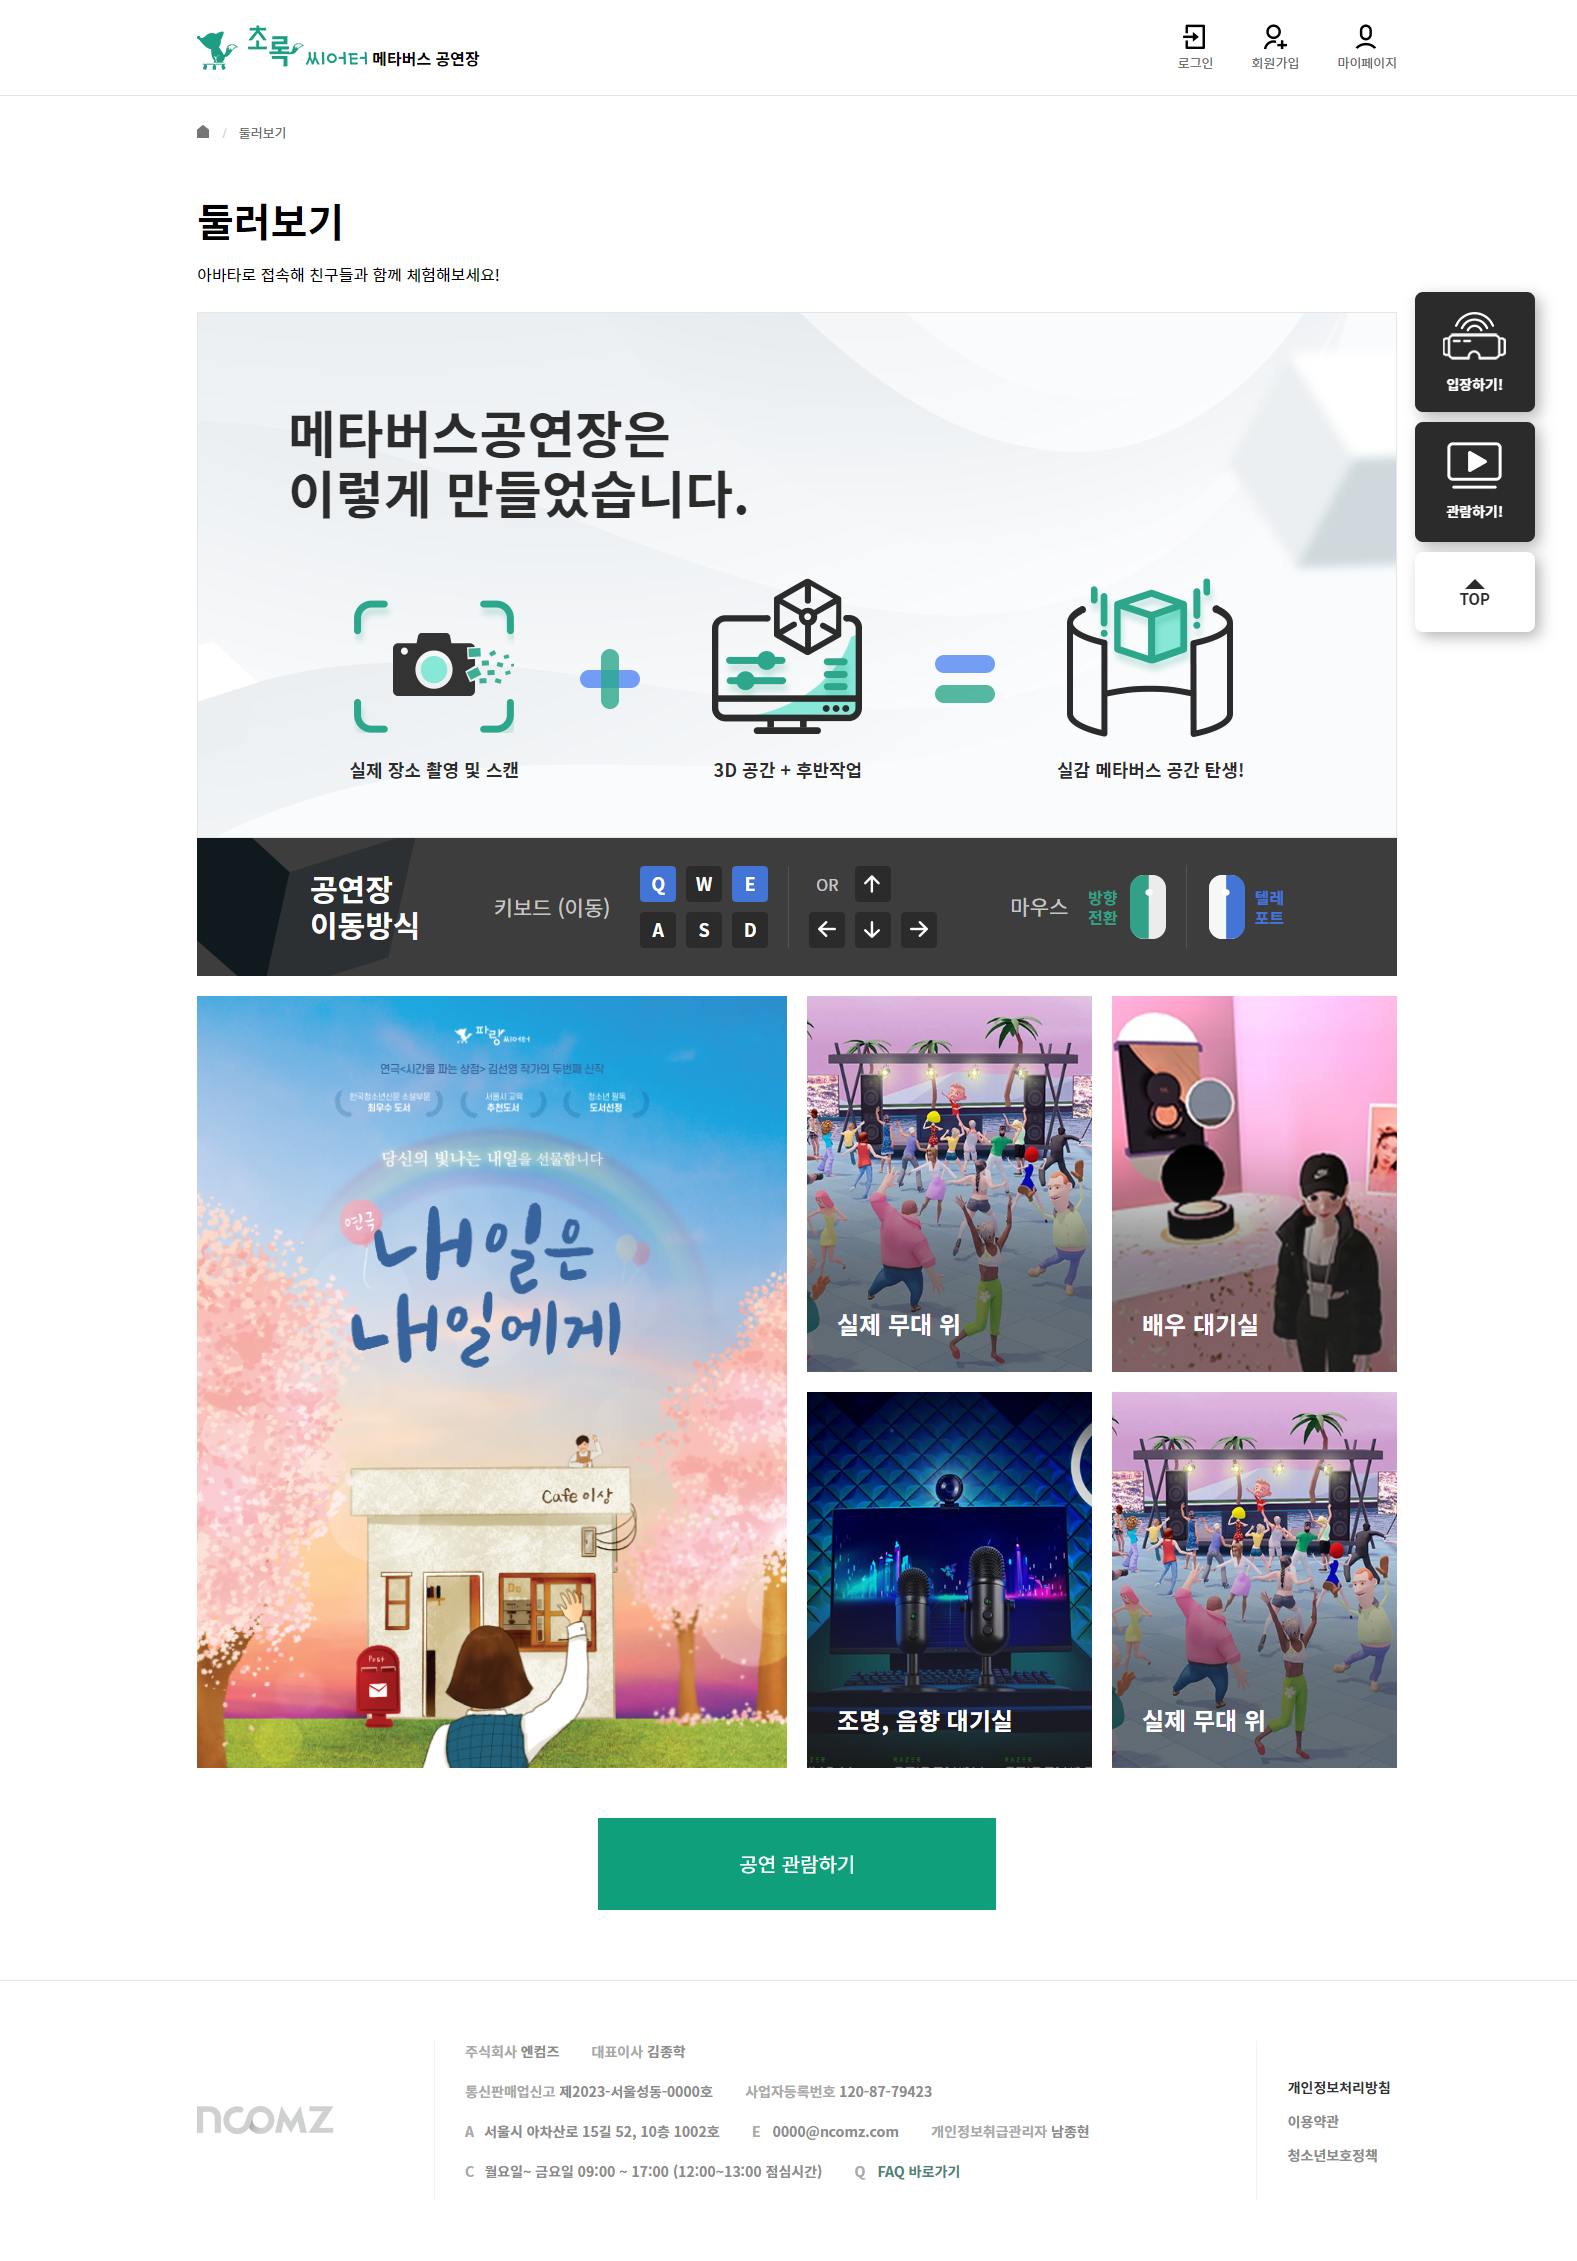 초록 씨어터 메타버스 공연장
로그인
회원가입
마이페이지
/ 둘러보기
둘러보기
아바타로 접속해 친구들과 함께 체험해보세요!
입장하기!
관람하기!
TOP
메타버스공연장은
이렇게 만들었습니다.
실제 장소 촬영 및 스캔
3D 공간 + 후반작업
실감 메타버스 공간 탄생!
공연장
이동방식
키보드 (이동)
Q W E
A S D
OR
마우스
방향
전환
텔레
포트
파랑 씨어터
연극<시간을 파는 상점> 김선영 작가의 두번째 신작
한국청소년신문 소설부문
최우수 도서
서울시 교육
추천도서
청소년 필독
도서선정
당신의 빛나는 내일을 선물합니다
연극
내일은
내일에게
Cafe 이상
Post
실제 무대 위
배우 대기실
조명, 음향 대기실
RAZER
실제 무대 위
공연 관람하기
ncomz
주식회사 엔컴즈 대표이사 김종학
통신판매업신고 제2023-서울성동-0000호 사업자등록번호 120-87-79423
A 서울시 아차산로 15길 52, 10층 1002호 E 0000@ncomz.com 개인정보취급관리자 남종현
C 월요일~ 금요일 09:00 ~ 17:00 (12:00~13:00 점심시간) Q FAQ 바로가기
개인정보처리방침
이용약관
청소년보호정책